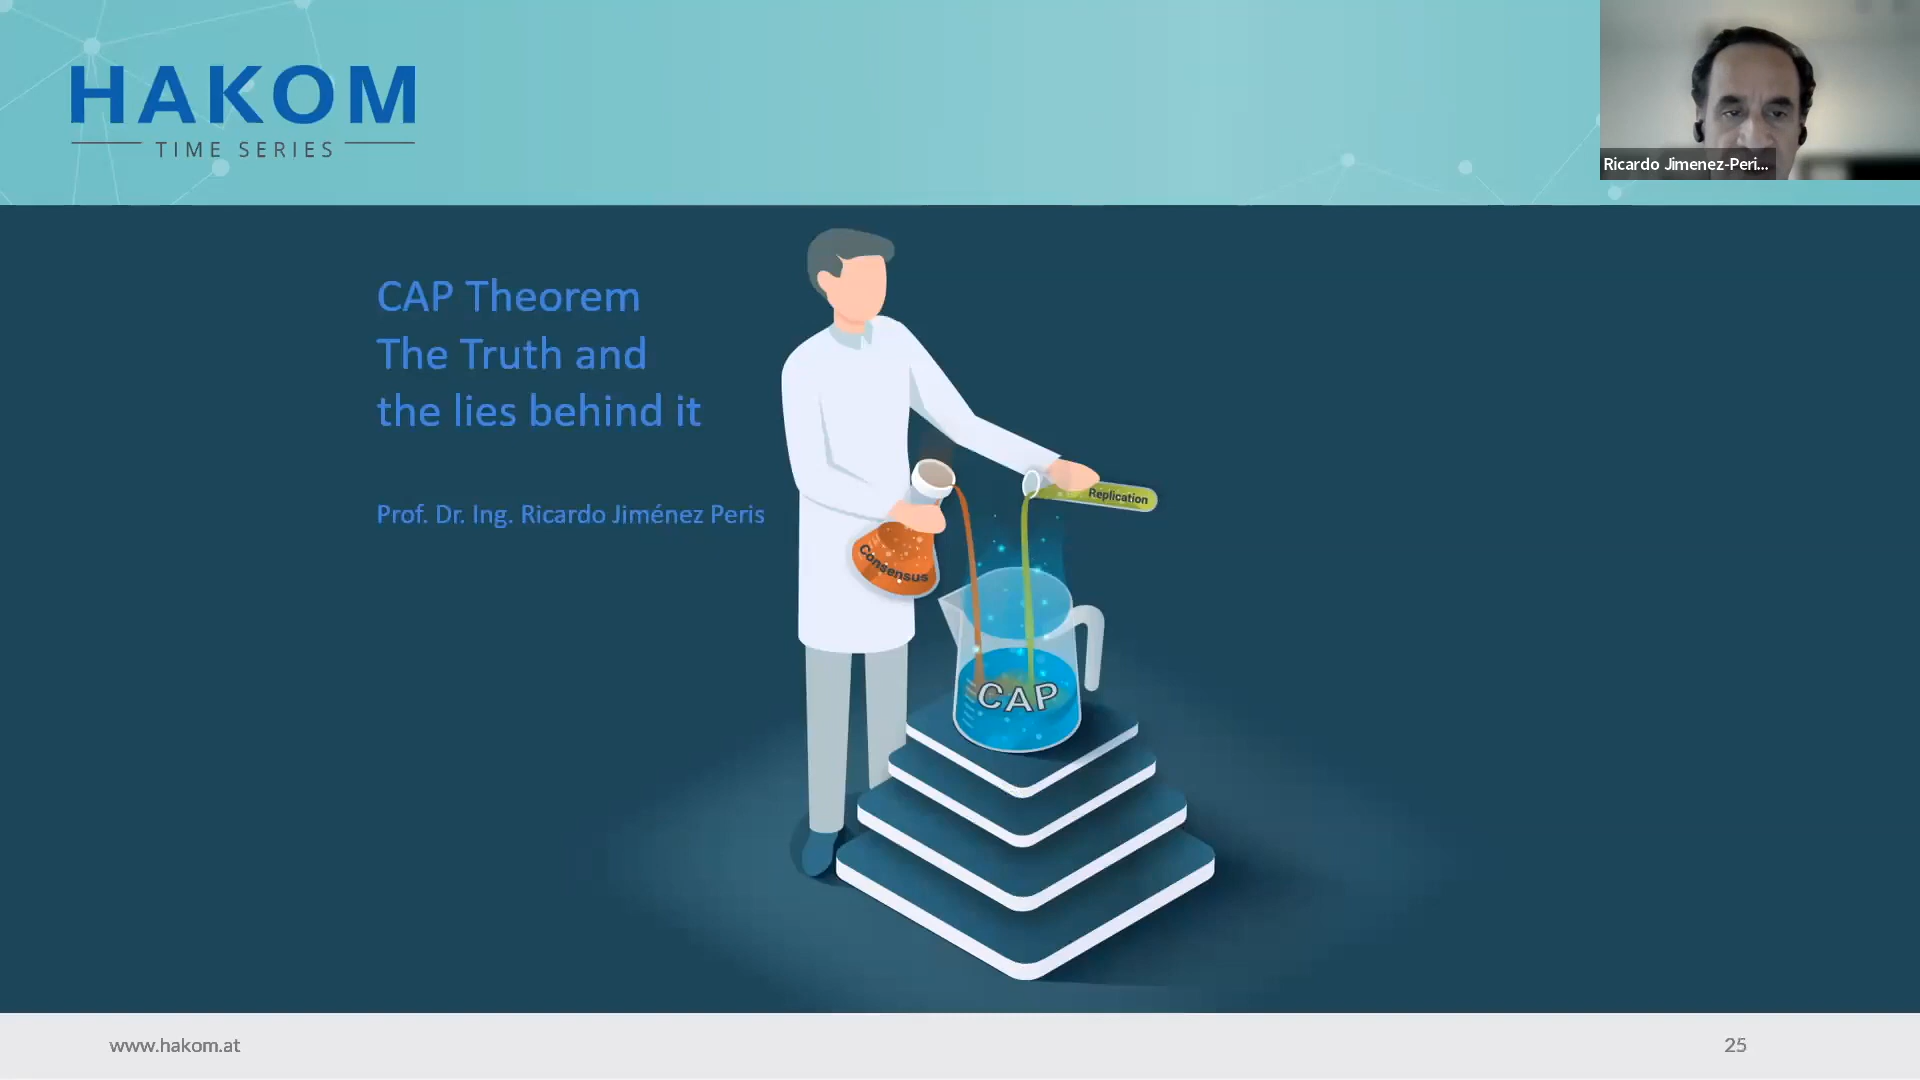 HAKOM
TIME SERIES
Ricardo Jimenez-Peri...
CAP Theorem
The Truth and
the lies behind it
Prof. Dr. Ing. Ricardo Jiménez Peris
Replication
Consensus
CAP
www.hakom.at
25